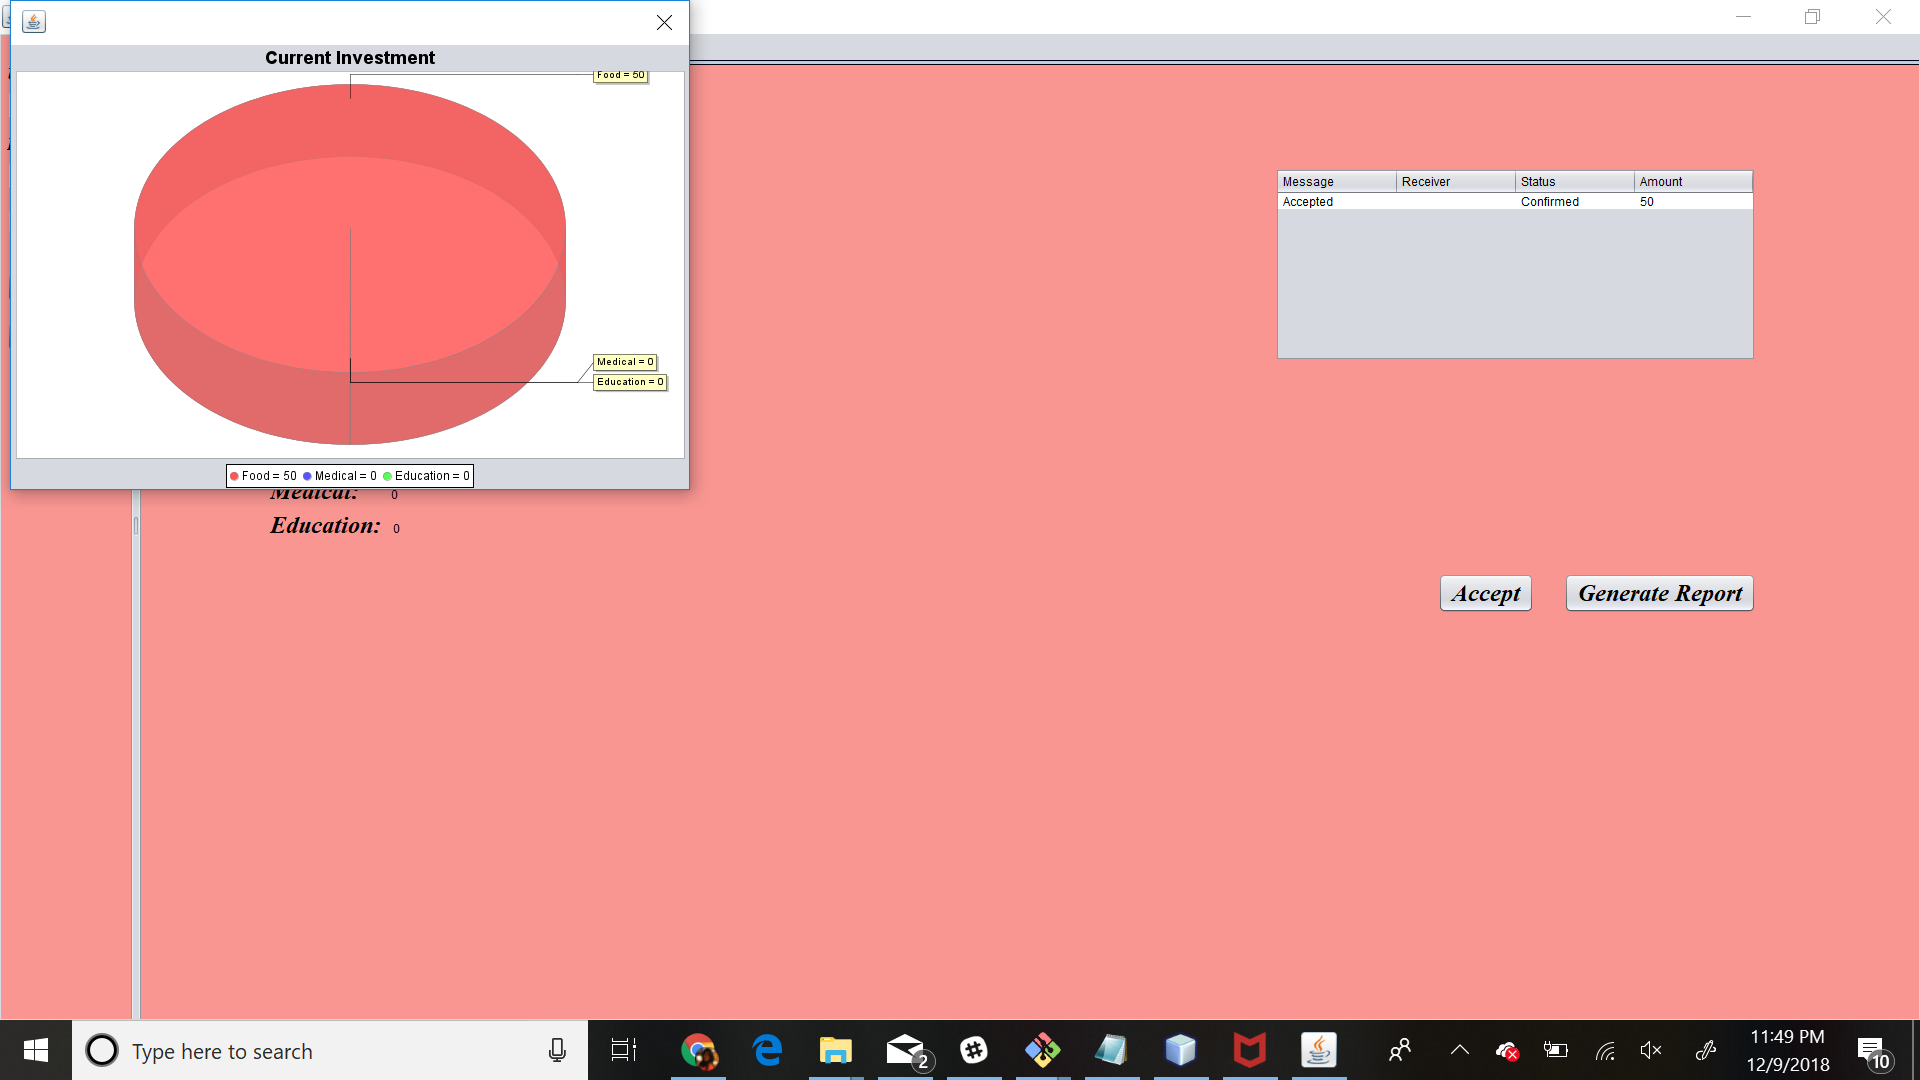 Current Investment
Food = 50
Medical = 0
Education = 0
Food = 50 Medical = 0 Education = 0
Message Receiver Status Amount
Accepted Confirmed 50
Medical: 0
Education: 0
Accept Generate Report
Type here to search
2
11:49 PM
12/9/2018
10